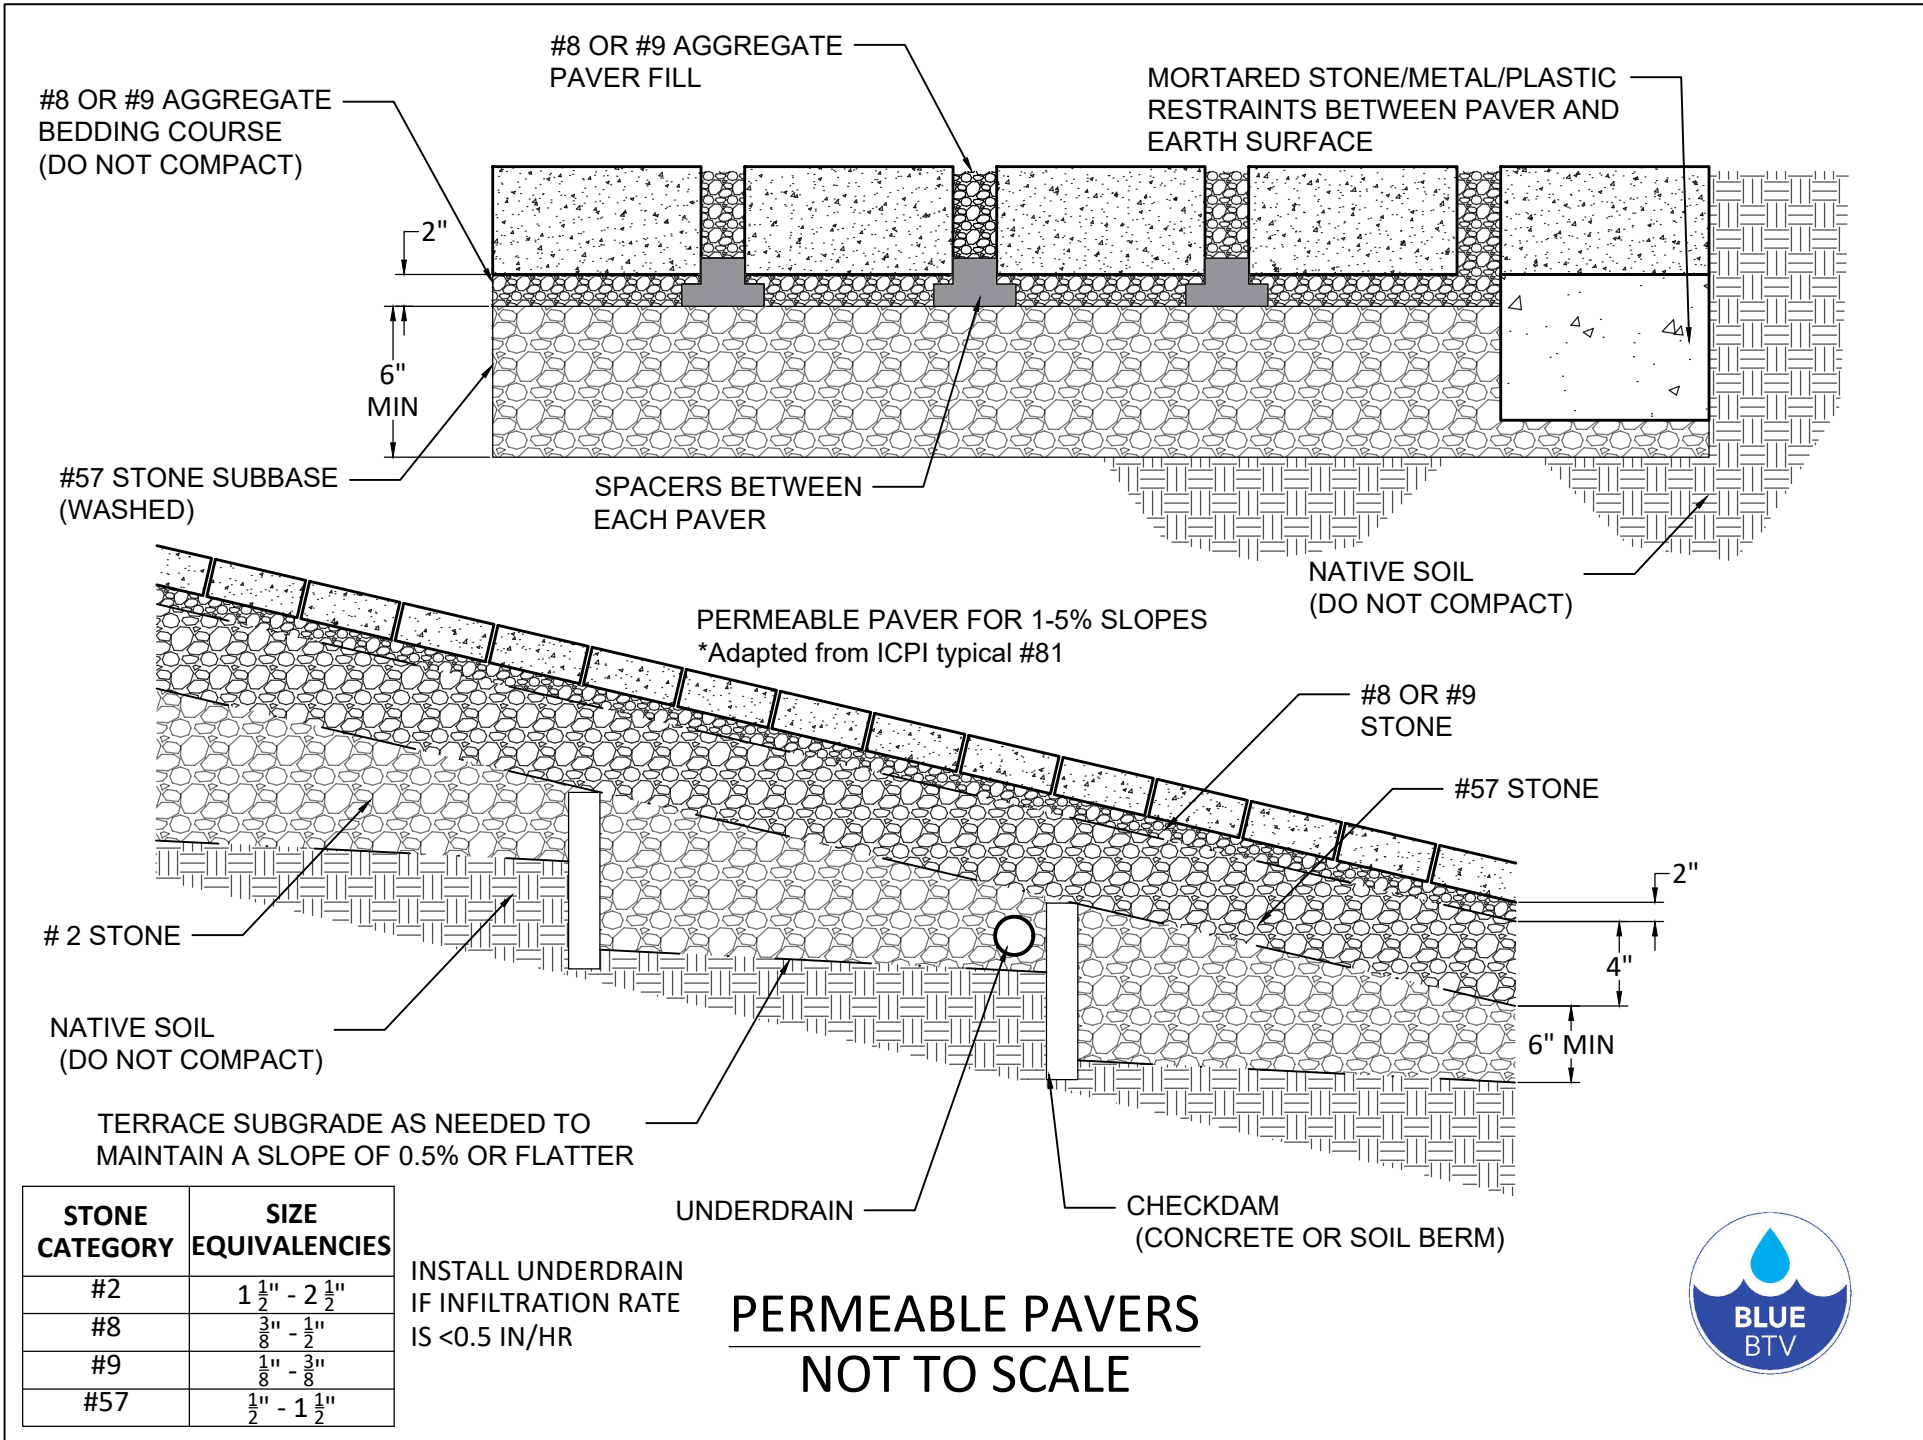 #8 OR #9 AGGREGATE
PAVER FILL
#8 OR #9 AGGREGATE
BEDDING COURSE
(DO NOT COMPACT)
MORTARED STONE/METAL/PLASTIC
RESTRAINTS BETWEEN PAVER AND
EARTH SURFACE
2"
6"
MIN
#57 STONE SUBBASE
(WASHED)
SPACERS BETWEEN
EACH PAVER
NATIVE SOIL
(DO NOT COMPACT)
PERMEABLE PAVER FOR 1-5% SLOPES
*Adapted from ICPI typical #81
#8 OR #9
STONE
#57 STONE
2"
4"
6" MIN
# 2 STONE
NATIVE SOIL
(DO NOT COMPACT)
TERRACE SUBGRADE AS NEEDED TO
MAINTAIN A SLOPE OF 0.5% OR FLATTER
UNDERDRAIN
CHECKDAM
(CONCRETE OR SOIL BERM)
STONE CATEGORY SIZE EQUIVALENCIES
#2 1 1/2" - 2 1/2"
#8 3/8" - 1/2"
#9 1/8" - 3/8"
#57 1/2" - 1 1/2"
INSTALL UNDERDRAIN
IF INFILTRATION RATE
IS <0.5 IN/HR
PERMEABLE PAVERS
NOT TO SCALE
BLUE
BTV